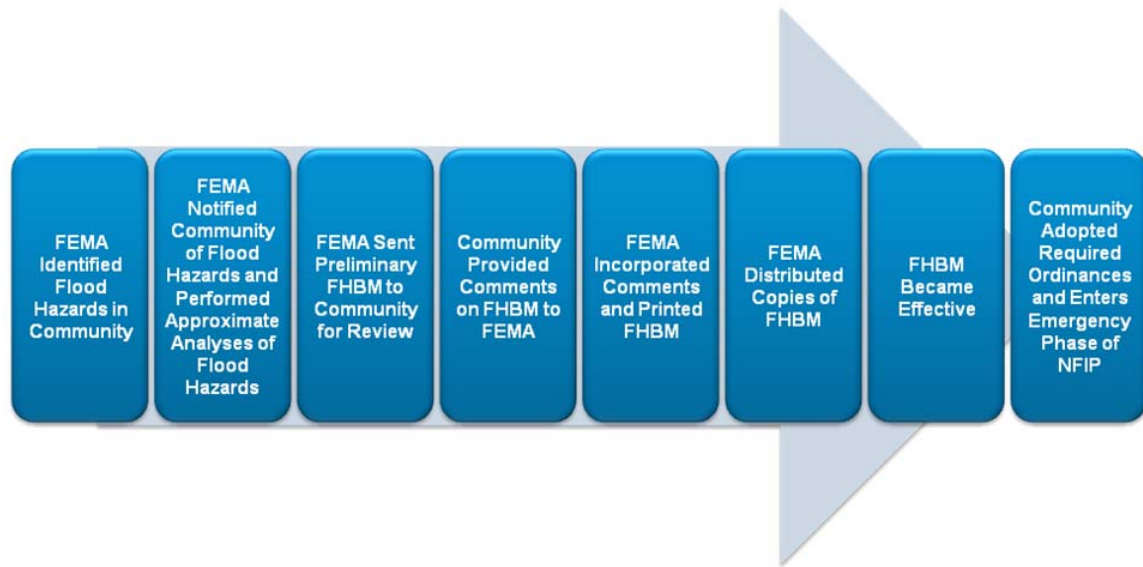 FEMA
Identified
Flood
Hazards in
Community
FEMA
Notified
Community
of Flood
Hazards and
Performed
Approximate
Analyses of
Flood
Hazards
FEMA Sent
Preliminary
FHBM to
Community
for Review
Community
Provided
Comments
on FHBM to
FEMA
FEMA
Incorporated
Comments
and Printed
FHBM
FEMA
Distributed
Copies of
FHBM
FHBM
Became
Effective
Community
Adopted
Required
Ordinances
and Enters
Emergency
Phase of
NFIP